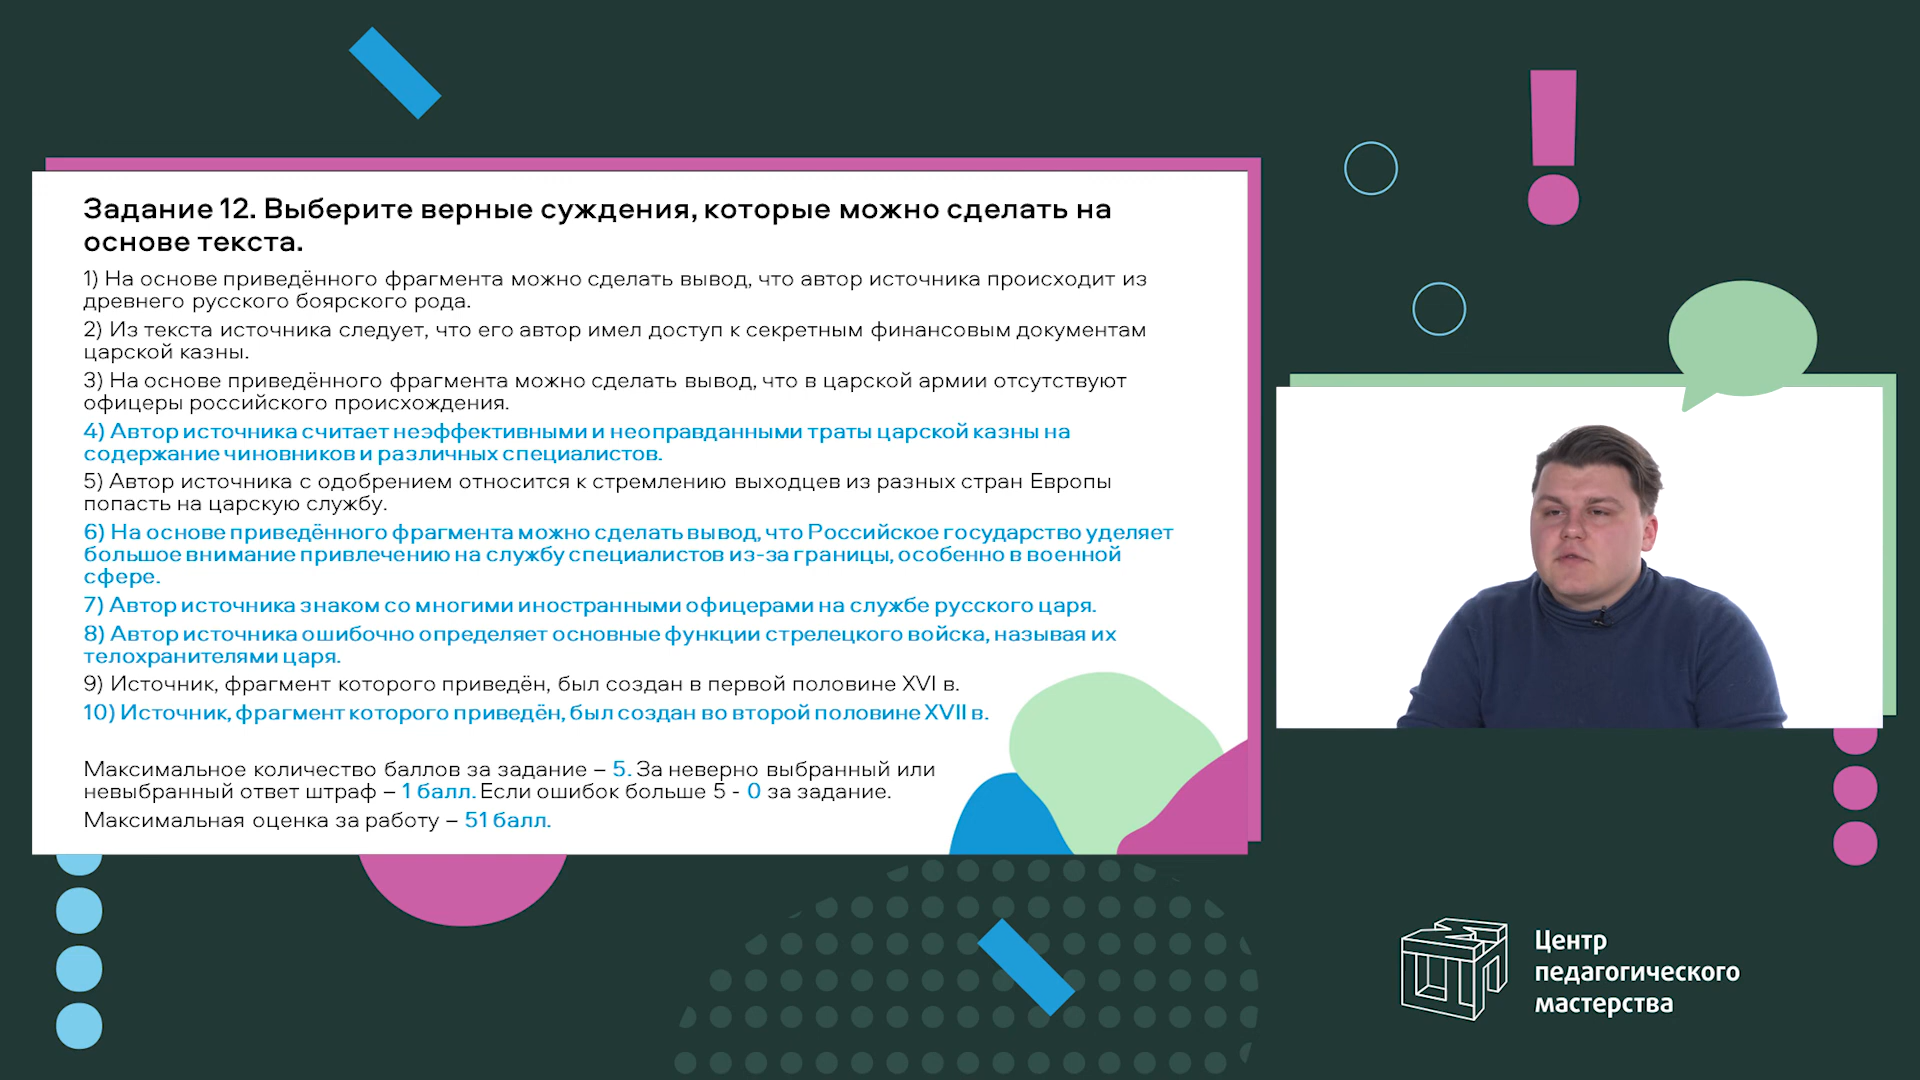 Задание 12. Выберите верные суждения, которые можно сделать на
основе текста.
1) На основе приведённого фрагмента можно сделать вывод, что автор источника происходит из
древнего русского боярского рода.
2) Из текста источника следует, что его автор имел доступ к секретным финансовым документам
царской казны.
3) На основе приведённого фрагмента можно сделать вывод, что в царской армии отсутствуют
офицеры российского происхождения.
4) Автор источника считает неэффективными и неоправданными траты царской казны на
содержание чиновников и различных специалистов.
5) Автор источника с одобрением относится к стремлению выходцев из разных стран Европы
попасть на царскую службу.
6) На основе приведённого фрагмента можно сделать вывод, что Российское государство уделяет
большое внимание привлечению на службу специалистов из-за границы, особенно в военной
сфере.
7) Автор источника знаком со многими иностранными офицерами на службе русского царя.
8) Автор источника ошибочно определяет основные функции стрелецкого войска, называя их
телохранителями царя.
9) Источник, фрагмент которого приведён, был создан в первой половине XVI в.
10) Источник, фрагмент которого приведён, был создан во второй половине XVII в.
Максимальное количество баллов за задание – 5. За неверно выбранный или
невыбранный ответ штраф – 1 балл. Если ошибок больше 5 - 0 за задание.
Максимальная оценка за работу – 51 балл.
Центр
педагогического
мастерства